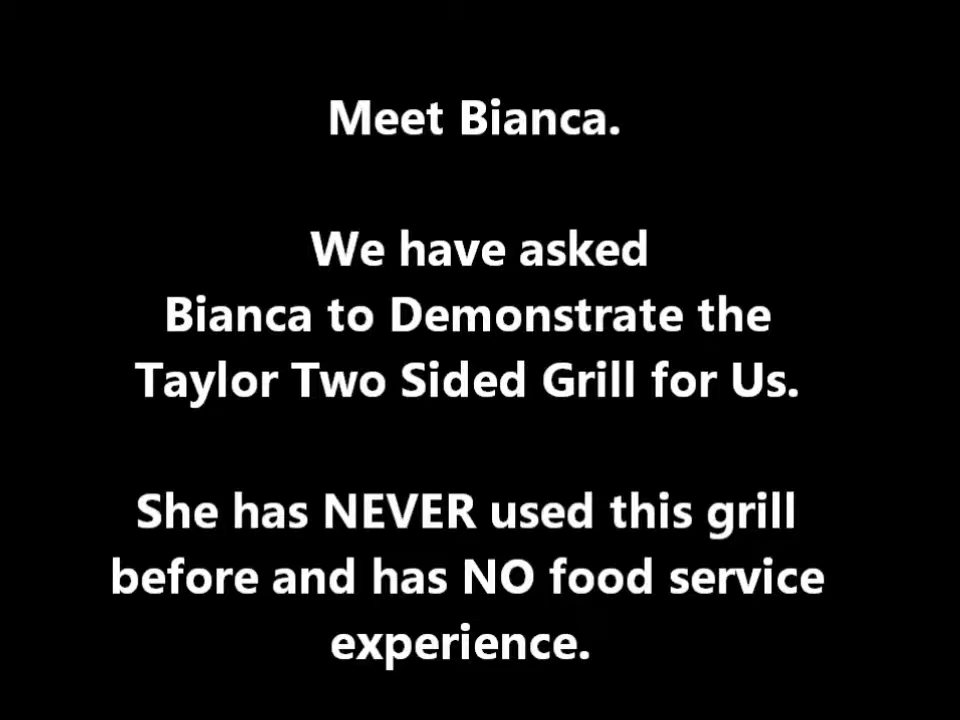 Meet Bianca.
We have asked
Bianca to Demonstrate the
Taylor Two Sided Grill for Us.
She has NEVER used this grill
before and has NO food service
experience.